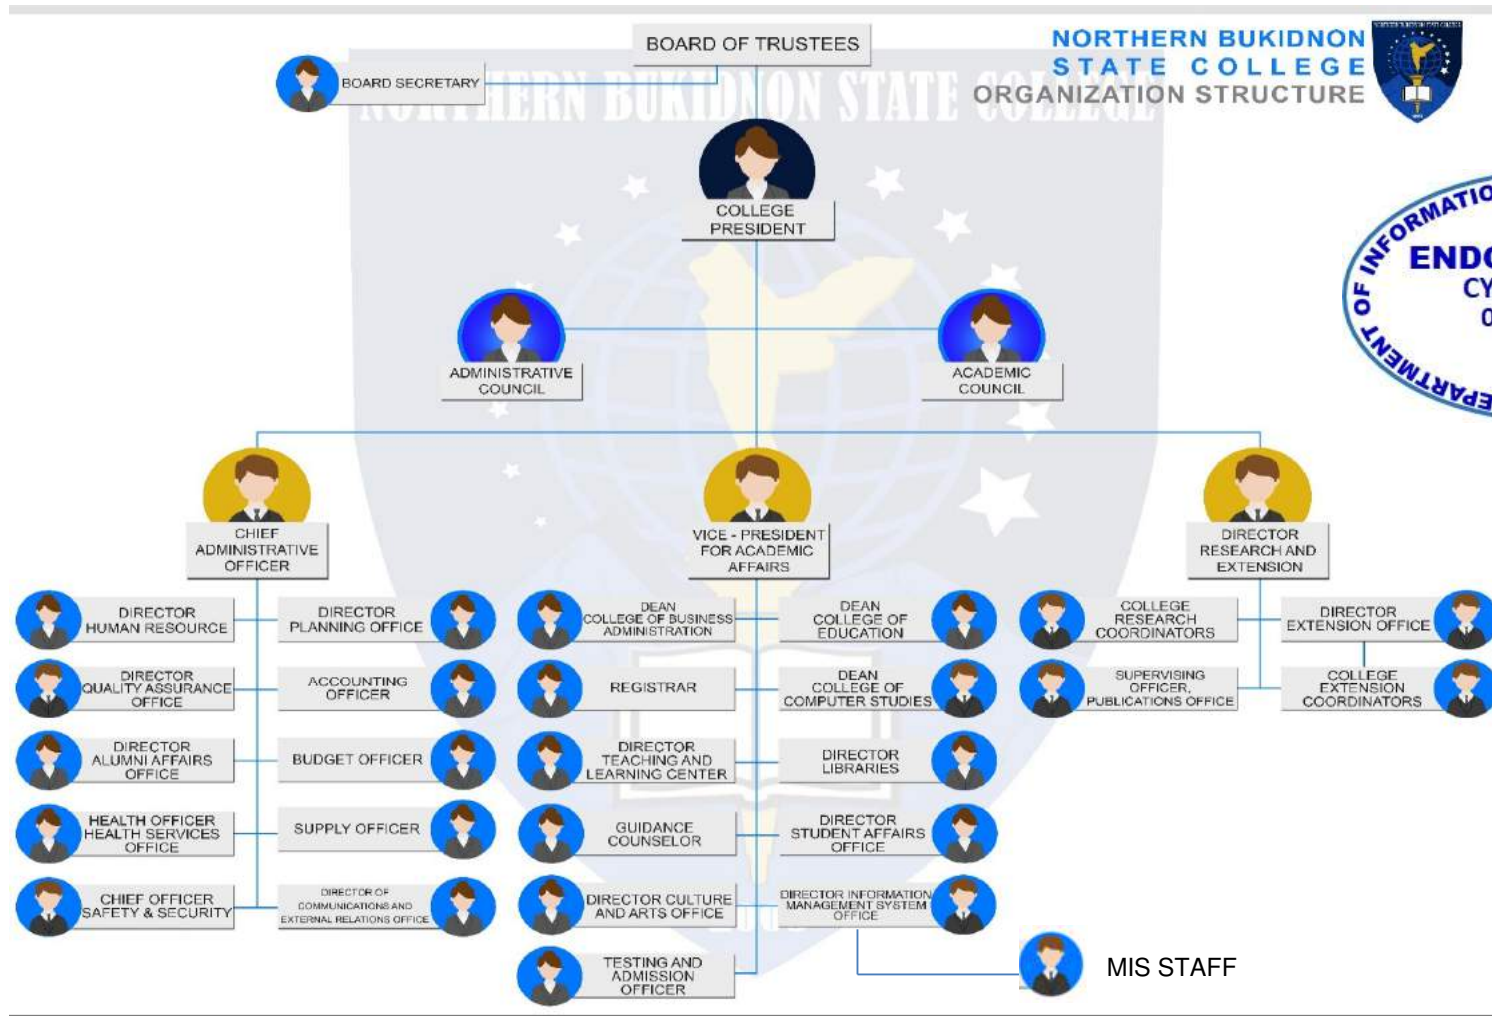 BOARD OF TRUSTEES
NORTHERN BUKIDNON
STATE COLLEGE
ORGANIZATION STRUCTURE
BOARD SECRETARY
NORTHERN BUKIDNON STATE COLLEGE
COLLEGE
PRESIDENT
ENDO
CY
0
DEPARTMENT OF INFORMATIO
ADMINISTRATIVE
COUNCIL
ACADEMIC
COUNCIL
CHIEF
ADMINISTRATIVE
OFFICER
VICE - PRESIDENT
FOR ACADEMIC
AFFAIRS
DIRECTOR
RESEARCH AND
EXTENSION
DIRECTOR
HUMAN RESOURCE
DIRECTOR
PLANNING OFFICE
DEAN
COLLEGE OF BUSINESS
ADMINISTRATION
DEAN
COLLEGE OF
EDUCATION
COLLEGE
RESEARCH
COORDINATORS
DIRECTOR
EXTENSION OFFICE
DIRECTOR
QUALITY ASSURANCE
OFFICE
ACCOUNTING
OFFICER
REGISTRAR
DEAN
COLLEGE OF
COMPUTER STUDIES
SUPERVISING
OFFICER,
PUBLICATIONS OFFICE
COLLEGE
EXTENSION
COORDINATORS
DIRECTOR
ALUMNI AFFAIRS
OFFICE
BUDGET OFFICER
DIRECTOR
TEACHING AND
LEARNING CENTER
DIRECTOR
LIBRARIES
HEALTH OFFICER
HEALTH SERVICES
OFFICE
SUPPLY OFFICER
GUIDANCE
COUNSELOR
DIRECTOR
STUDENT AFFAIRS
OFFICE
CHIEF OFFICER
SAFETY & SECURITY
DIRECTOR OF
COMMUNICATIONS AND
EXTERNAL RELATIONS OFFICE
DIRECTOR CULTURE
AND ARTS OFFICE
DIRECTOR INFORMATION
MANAGEMENT SYSTEM
OFFICE
TESTING AND
ADMISSION
OFFICER
MIS STAFF